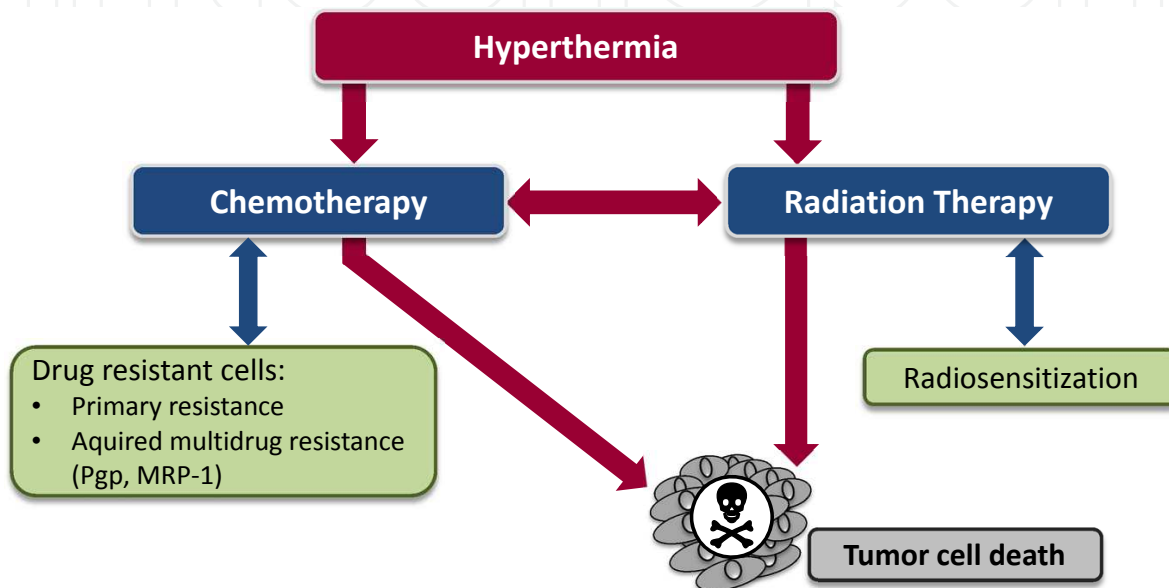 Hyperthermia
Chemotherapy
Radiation Therapy
Drug resistant cells:
• Primary resistance
• Aquired multidrug resistance
(Pgp, MRP-1)
Radiosensitization
Tumor cell death